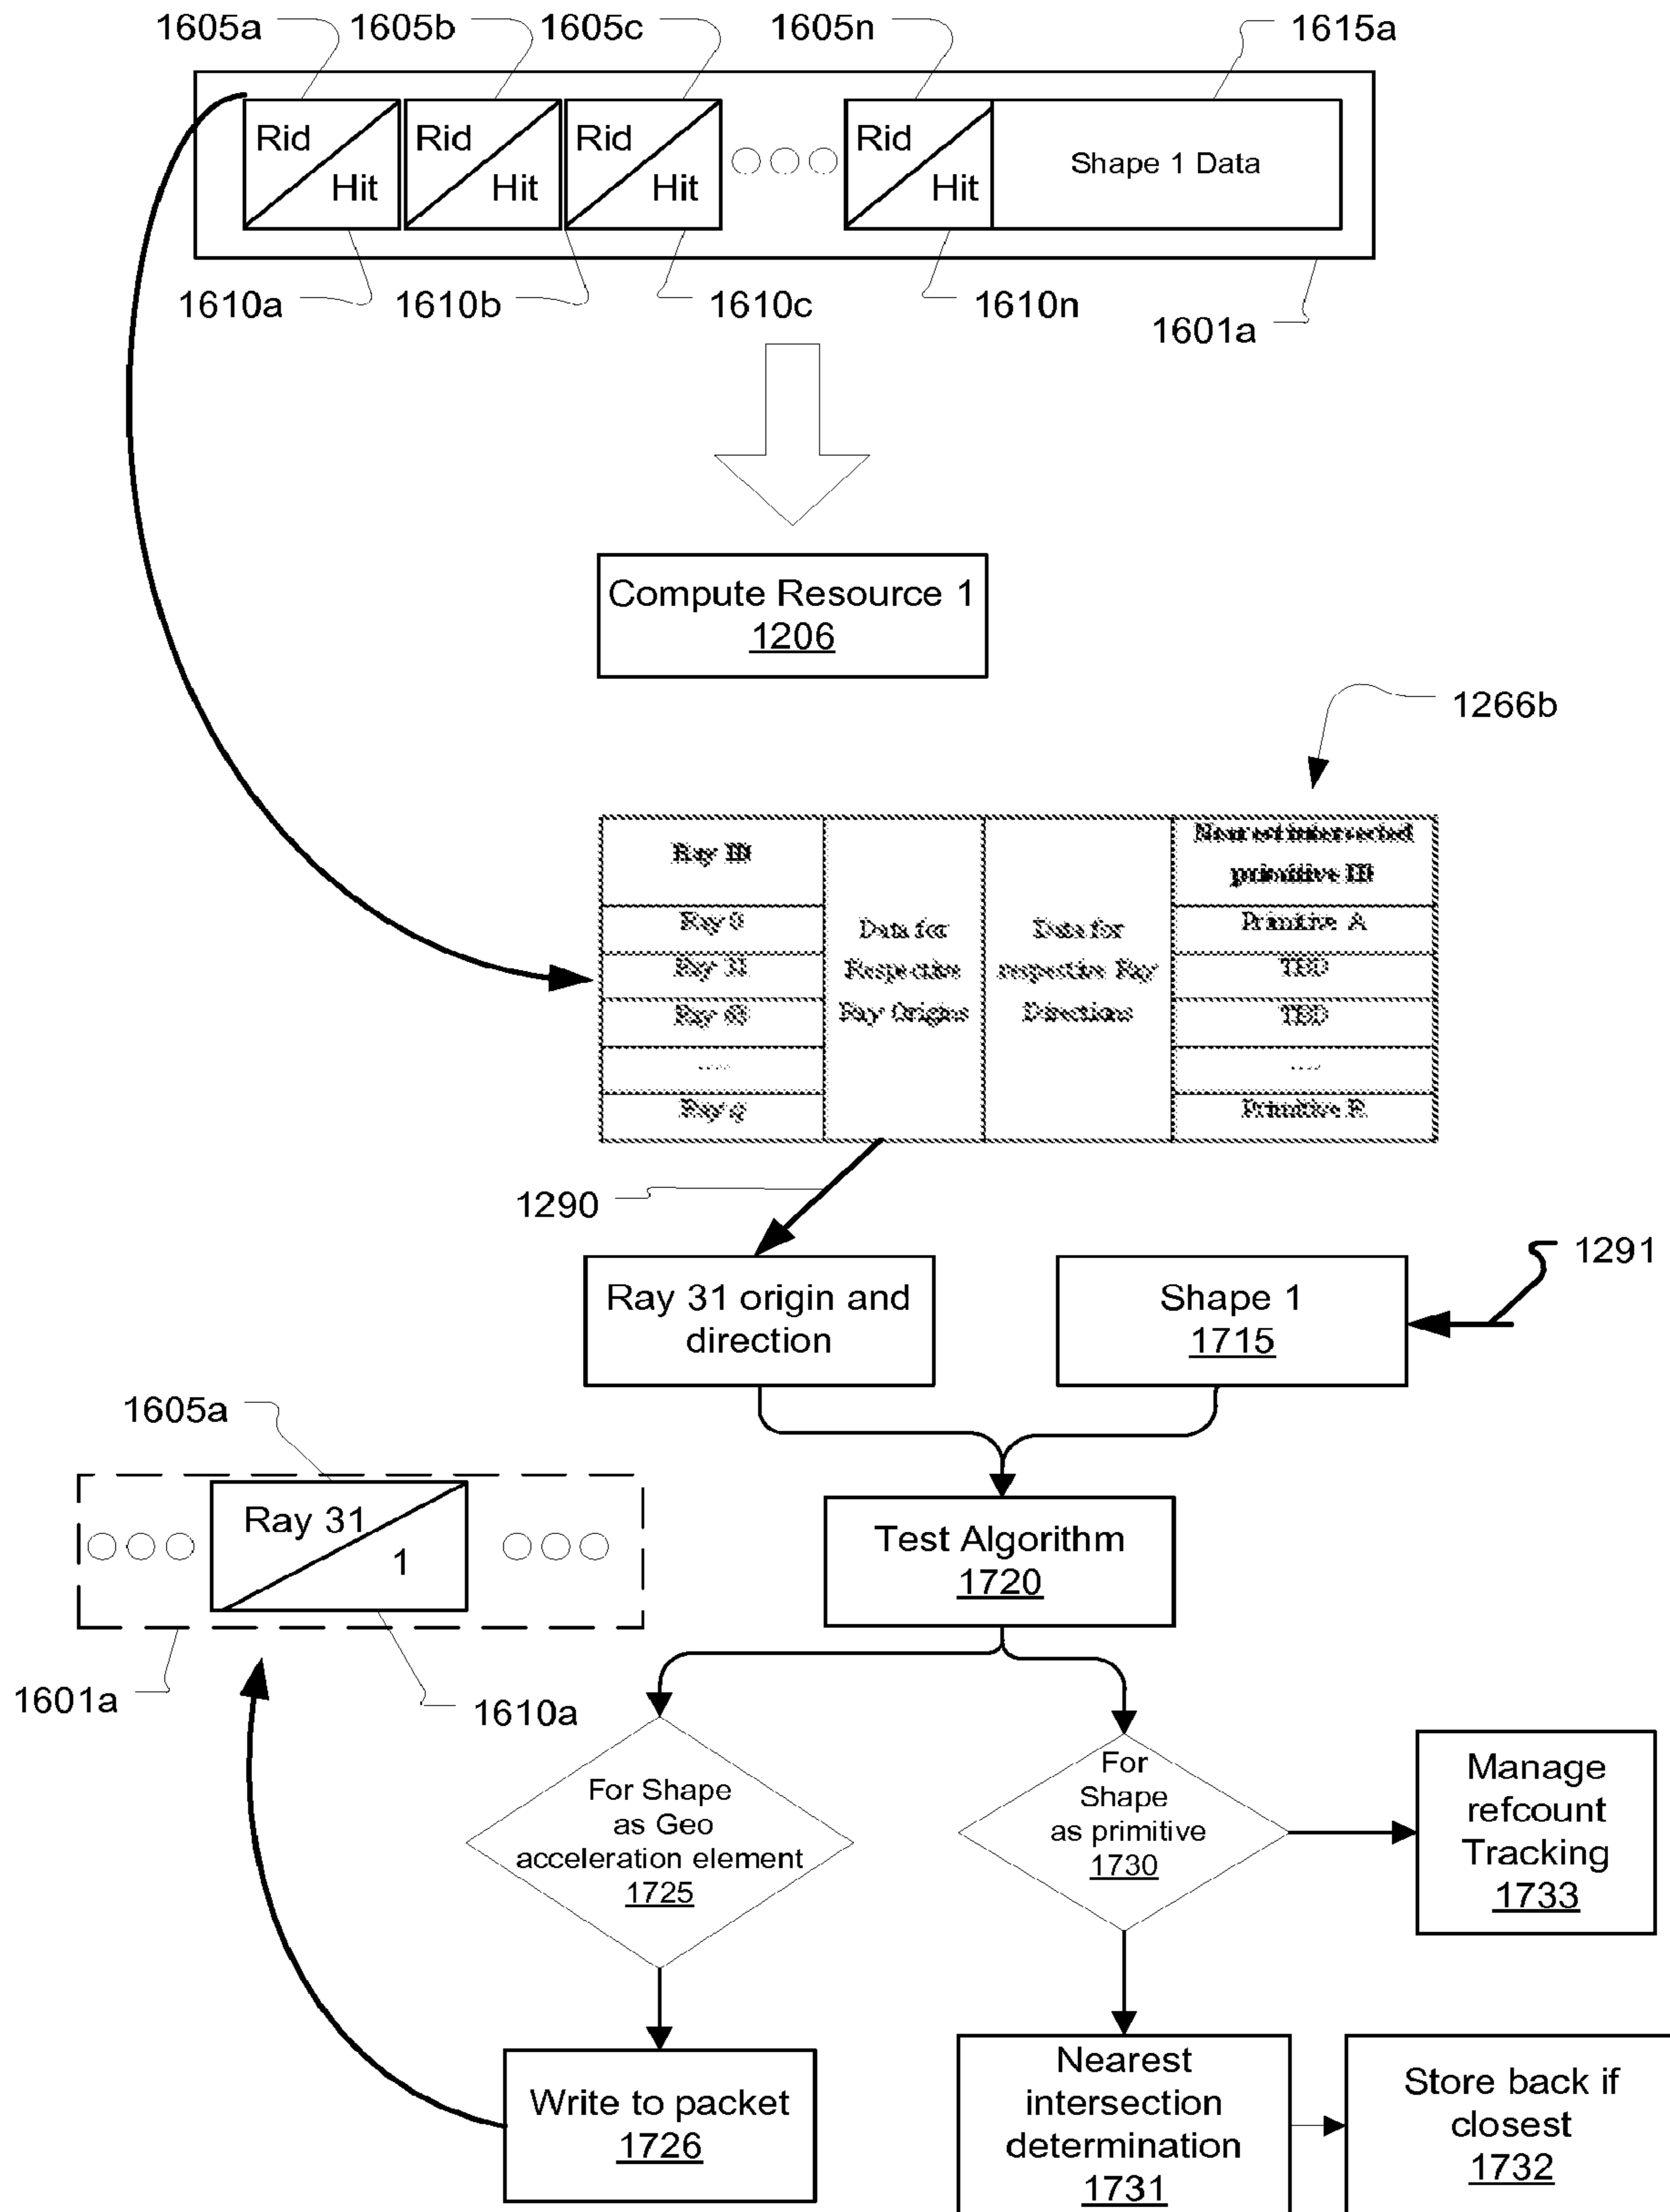 1605a 1605b 1605c 1605n 1615a
Rid Rid Rid Rid
Hit Hit Hit Hit
Shape 1 Data
1610a 1610b 1610c 1610n
1601a
Compute Resource 1
1206
1266b
Ray ID
primitive ID
Ray 0
Primitive A
Data for
Respective
Ray Origins
Data for
respective Ray
Directions
Ray 31
TBD
TBD
....
....
Ray q
1290
1291
Ray 31 origin and
direction
Shape 1
1715
1605a
Ray 31
1
1601a
1610a
Test Algorithm
1720
For Shape
as Geo
acceleration element
1725
For
Shape
as primitive
1730
Manage
refcount
Tracking
1733
Write to packet
1726
Nearest
intersection
determination
1731
Store back if
closest
1732